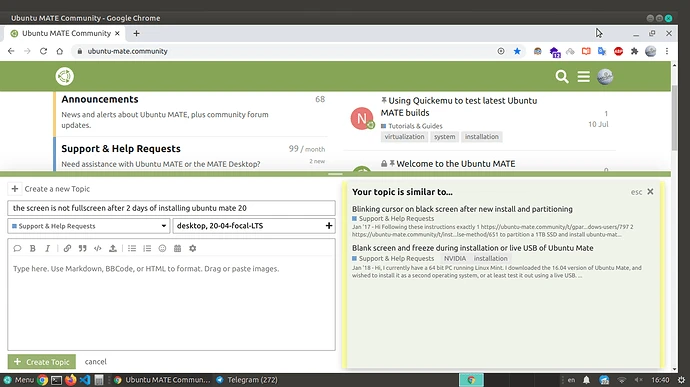 Ubuntu MATE Community - Google Chrome
Ubuntu MATE Community
ubuntu-mate.community
12
Announcements 68
News and alerts about Ubuntu MATE, plus community forum
updates.
Support & Help Requests 99 / month
Need assistance with Ubuntu MATE or the MATE Desktop? 2 new
N
Using Quickemu to test latest Ubuntu
MATE builds
Tutorials & Guides
virtualization system installation
1
10 Jul
Welcome to the Ubuntu MATE
Create a new Topic
the screen is not fullscreen after 2 days of installing ubuntu mate 20
Support & Help Requests
desktop, 20-04-focal-LTS
B I
Type here. Use Markdown, BBCode, or HTML to format. Drag or paste images.
Create Topic cancel
Your topic is similar to... esc
Blinking cursor on black screen after new install and partitioning
Support & Help Requests
Jan '17 - Hi Following these instructions exactly 1 https://ubuntu-mate.community/t/gpar...dows-users/797 2
https://ubuntu-mate.community/t/inst...lse-method/651 to partition a 1TB SSD and install ubuntu-mat...
Blank screen and freeze during installation or live USB of Ubuntu Mate
Support & Help Requests NVIDIA installation
Jan '18 - Hi, I currently have a 64 bit PC running Linux Mint. I downloaded the 16.04 version of Ubuntu Mate, and
wished to install it as a second operating system, or at least test it out using a live USB. ...
Menu
Ubuntu MATE Commun...
Telegram (272)
en
16:40